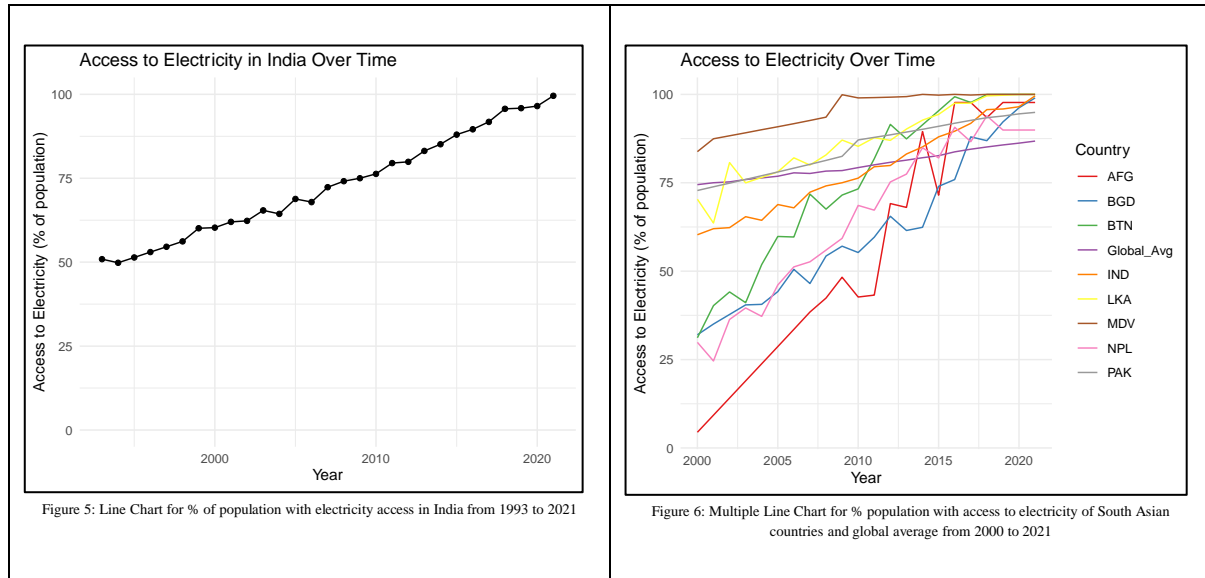 Access to Electricity in India Over Time
100
75
50
25
0
Access to Electricity (% of population)
2000
2010
2020
Year
Figure 5: Line Chart for % of population with electricity access in India from 1993 to 2021
Access to Electricity Over Time
100
75
50
25
0
Access to Electricity (% of population)
2000
2005
2010
2015
2020
Year
Country
AFG
BGD
BTN
Global_Avg
IND
LKA
MDV
NPL
PAK
Figure 6: Multiple Line Chart for % population with access to electricity of South Asian
countries and global average from 2000 to 2021